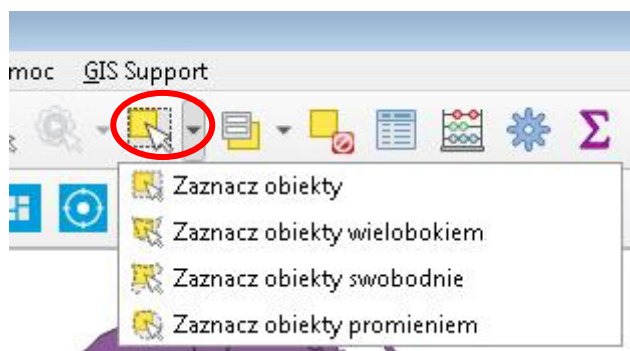 moc GIS Support
Zaznacz obiekty
Zaznacz obiekty wielobokiem
Zaznacz obiekty swobodnie
Zaznacz obiekty promieniem